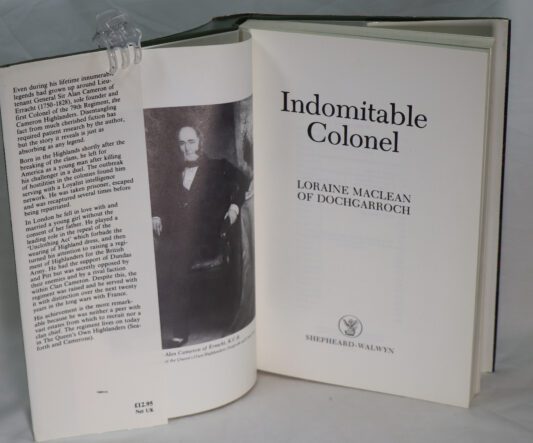 Even during his lifetime innumerable
legends had grown up around Lieu-
tenant General Sir Alan Cameron of
Erracht (1750–1828), sole founder and
first Colonel of the 79th Regiment, the
Cameron Highlanders. Disentangling
fact from much cherished fiction has
required patient research by the author,
but the story it reveals is just as
absorbing as any legend.
Born in the Highlands shortly after the
breaking of the clans, he left for
America as a young man after killing
his challenger in a duel. The outbreak
of hostilities in the colonies found him
serving with a Loyalist intelligence
network. He was taken prisoner, escaped
and was recaptured several times before
being repatriated.
In London he fell in love with and
married a young girl without the
consent of her father. He played a
leading role in the repeal of the
'Unclothing Act' which forbade the
wearing of Highland dress, and then
turned his attention to raising a regi-
ment of Highlanders for the British
Army. He had the support of Dundas
and Pitt but was secretly opposed by
their enemies and by a rival faction
within Clan Cameron. Despite this, the
regiment was raised and he served with
it with distinction over the next twenty
years in the long wars with France.
His achievement is the more remark-
able because he was neither a peer with
vast estates from which to recruit nor a
clan chief. The regiment lives on today
in The Queen's Own Highlanders (Sea-
forth and Camerons).
£12.95
Net UK
Alan Cameron of Erracht, K.C.B.
Indomitable
Colonel
LORAINE MACLEAN
OF DOCHGARROCH
SHEPHEARD-WALWYN